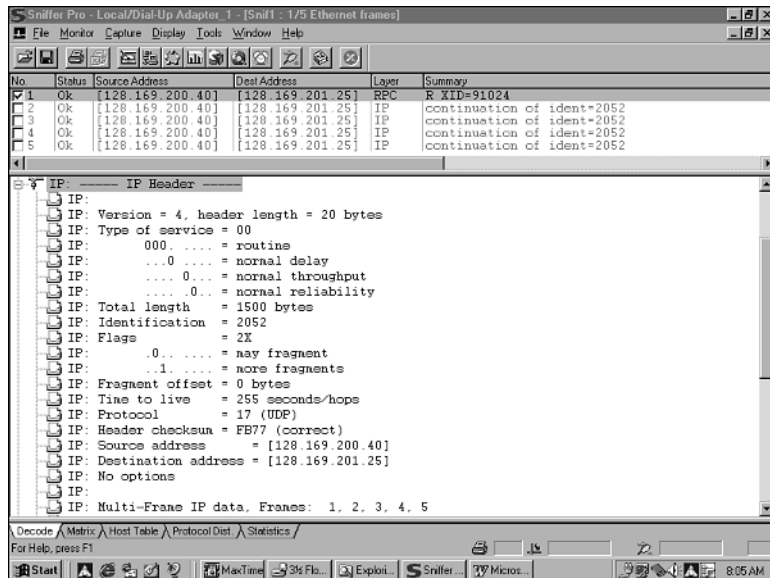 Sniffer Pro - Local/Dial-Up Adapter_1 - [Snif1 : 1/5 Ethernet frames]
File Monitor Capture Display Tools Window Help
No. Status Source Address Dest Address Layer Summary
1 Ok [128.169.200.40] [128.169.201.25] RPC R XID=91024
2 Ok [128.169.200.40] [128.169.201.25] IP continuation of ident=2052
3 Ok [128.169.200.40] [128.169.201.25] IP continuation of ident=2052
4 Ok [128.169.200.40] [128.169.201.25] IP continuation of ident=2052
5 Ok [128.169.200.40] [128.169.201.25] IP continuation of ident=2052
IP: ----- IP Header -----
IP:
IP: Version = 4, header length = 20 bytes
IP: Type of service = 00
IP: 000. .... = routine
IP: ...0 .... = normal delay
IP: .... 0... = normal throughput
IP: .... .0.. = normal reliability
IP: Total length = 1500 bytes
IP: Identification = 2052
IP: Flags = 2X
IP: .0.. .... = may fragment
IP: ..1. .... = more fragments
IP: Fragment offset = 0 bytes
IP: Time to live = 255 seconds/hops
IP: Protocol = 17 (UDP)
IP: Header checksum = FB77 (correct)
IP: Source address = [128.169.200.40]
IP: Destination address = [128.169.201.25]
IP: No options
IP:
IP: Multi-Frame IP data, Frames: 1, 2, 3, 4, 5
Decode Matrix Host Table Protocol Dist. Statistics
For Help, press F1
Start MaxTime 3½ Flo... Explori... Sniffer ... Micros... 8:05 AM